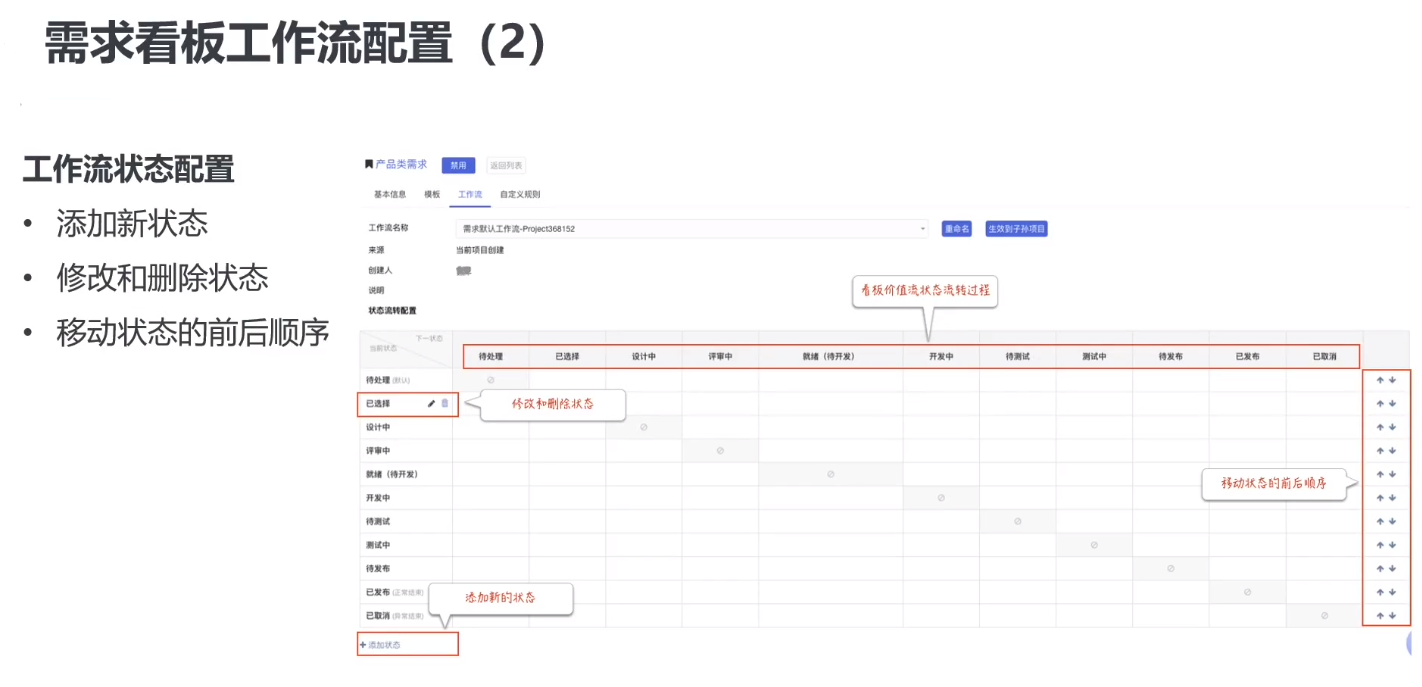 需求看板工作流配置（2）
工作流状态配置
• 添加新状态
• 修改和删除状态
• 移动状态的前后顺序
产品类需求 禁用 返回列表
基本信息 模板 工作流 自定义规则
工作流名称 需求默认工作流-Project368152 重命名 生效到子孙项目
来源 当前项目创建
创建人
说明
看板价值流状态流转过程
状态流转配置
下一状态
当前状态
待处理 已选择 设计中 评审中 就绪（待开发） 开发中 待测试 测试中 待发布 已发布 已取消
待处理 (默认)
已选择
修改和删除状态
设计中
评审中
就绪（待开发）
移动状态的前后顺序
开发中
待测试
测试中
待发布
已发布 (正常结束)
添加新的状态
已取消 (异常结束)
+ 添加状态